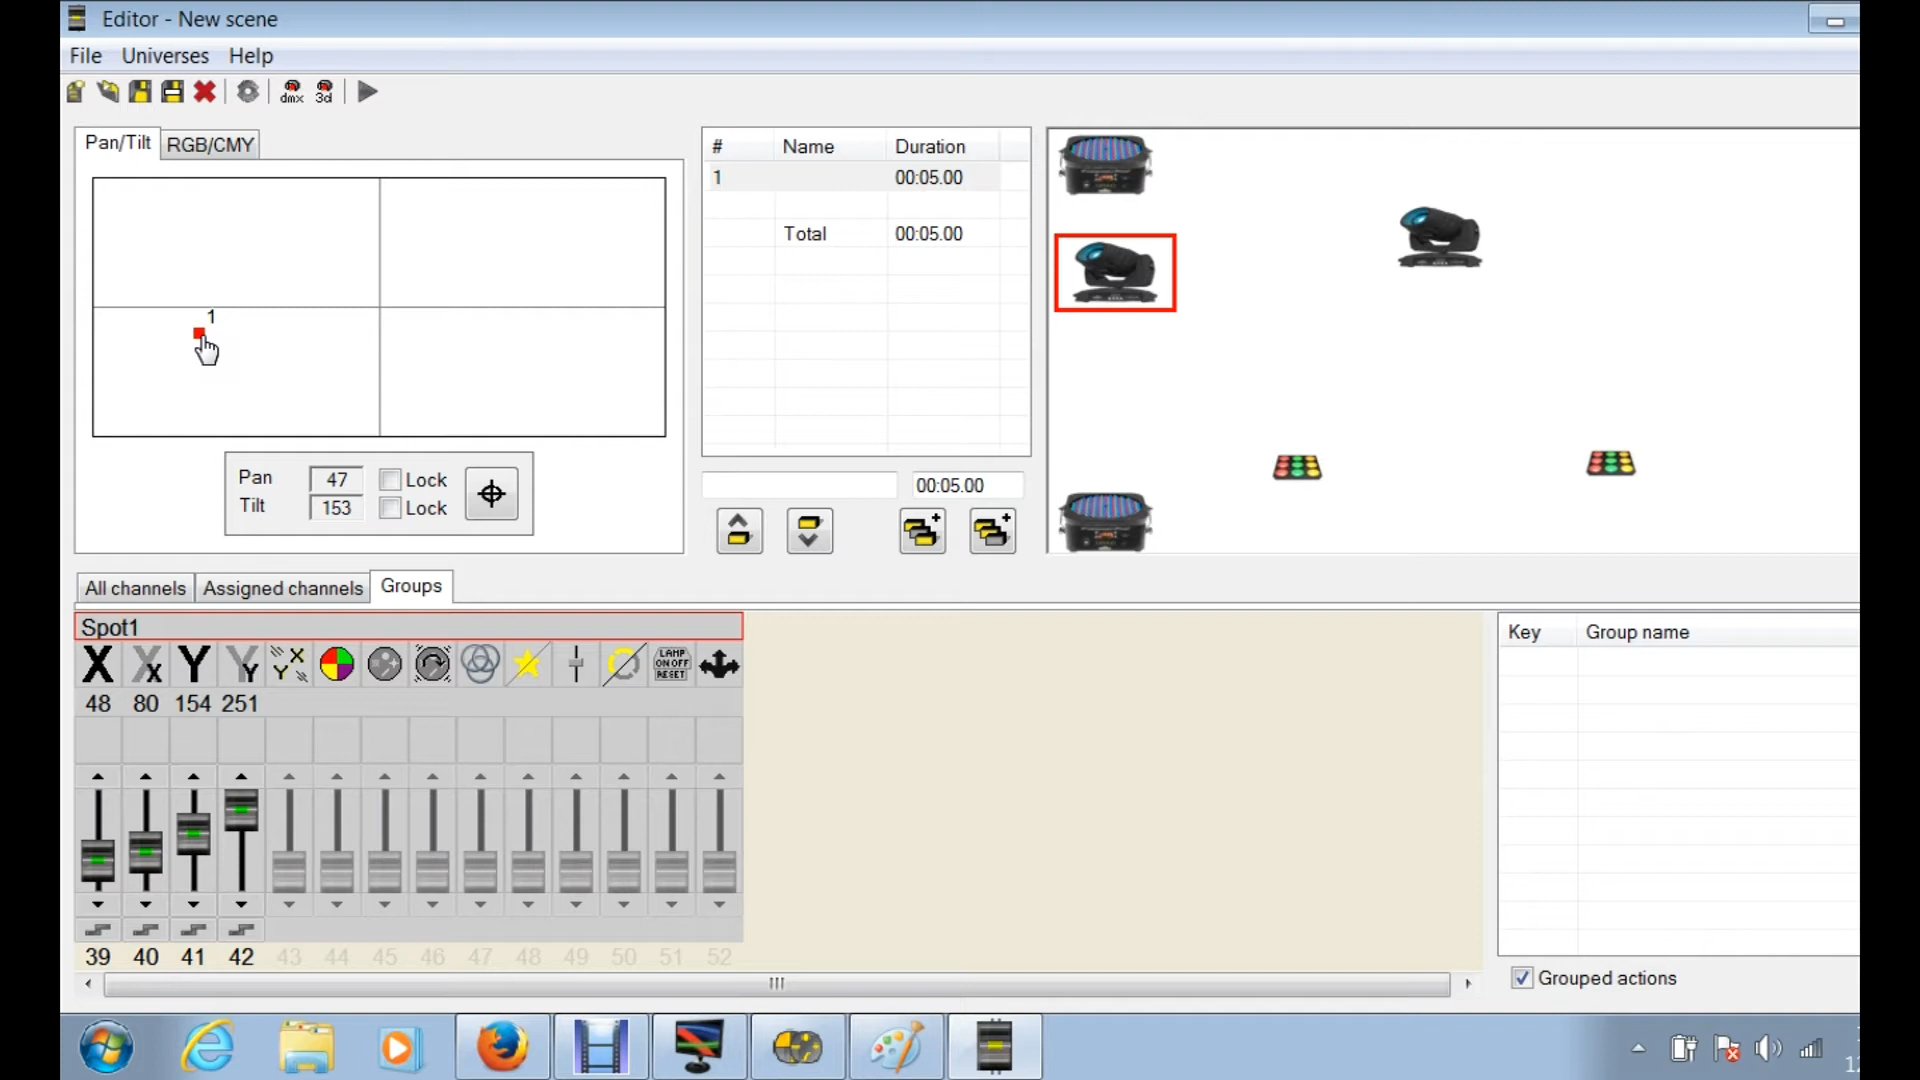 Editor - New scene
File Universes Help
dmx 3d
Pan/Tilt RGB/CMY
# Name Duration
1 00:05.00
Total 00:05.00
1
Pan 47 Lock
Tilt 153 Lock
00:05.00
All channels Assigned channels Groups
Spot1
X X Y Y X Y LAMP ON OFF RESET
48 80 154 251
39 40 41 42 43 44 45 46 47 48 49 50 51 52
Key Group name
Grouped actions